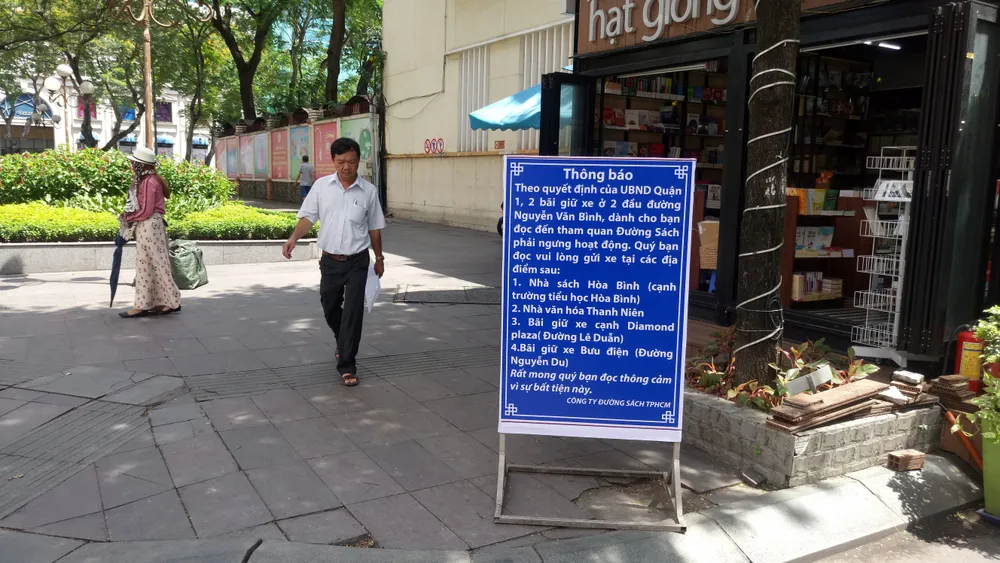 hạt giống
Thông báo
Theo quyết định của UBND Quận
1, 2 bãi giữ xe ở 2 đầu đường
Nguyễn Văn Bình, dành cho bạn
đọc đến tham quan Đường Sách
phải ngưng hoạt động. Quý bạn
đọc vui lòng gửi xe tại các địa
điểm sau:
1. Nhà sách Hòa Bình (cạnh
trường tiểu học Hòa Bình)
2. Nhà văn hóa Thanh Niên
3. Bãi giữ xe cạnh Diamond
plaza( Đường Lê Duẫn)
4.Bãi giữ xe Bưu điện (Đường
Nguyễn Du)
Rất mong quý bạn đọc thông cảm
vì sự bất tiện này.
CÔNG TY ĐƯỜNG SÁCH TPHCM